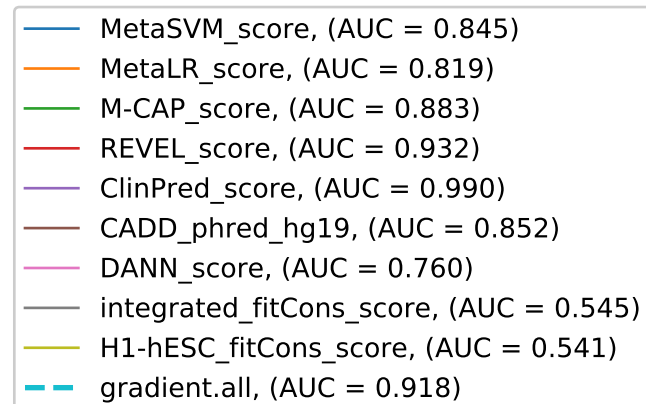 MetaSVM_score, (AUC = 0.845)
MetaLR_score, (AUC = 0.819)
M-CAP_score, (AUC = 0.883)
REVEL_score, (AUC = 0.932)
ClinPred_score, (AUC = 0.990)
CADD_phred_hg19, (AUC = 0.852)
DANN_score, (AUC = 0.760)
integrated_fitCons_score, (AUC = 0.545)
H1-hESC_fitCons_score, (AUC = 0.541)
gradient.all, (AUC = 0.918)